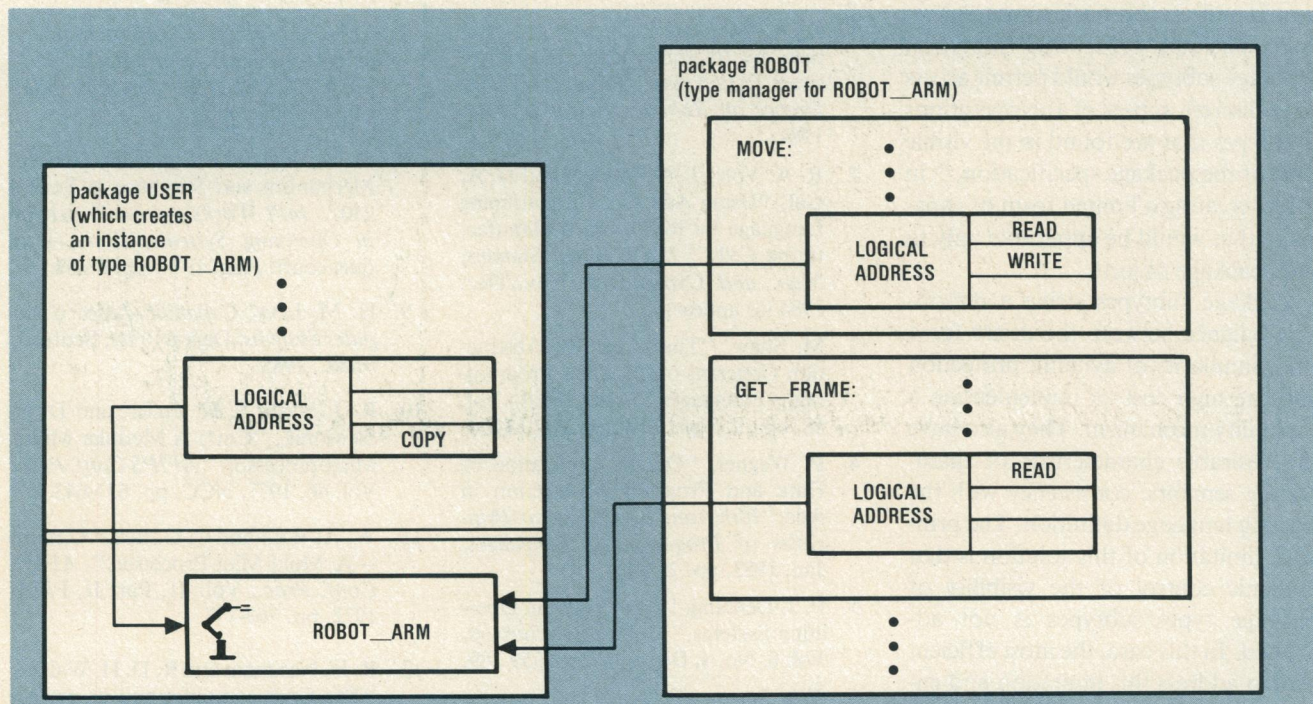 package USER
(which creates
an instance
of type ROBOT__ARM)
LOGICAL
ADDRESS
COPY
ROBOT__ARM
package ROBOT
(type manager for ROBOT__ARM)
MOVE:
LOGICAL
ADDRESS
READ
WRITE
GET__FRAME:
LOGICAL
ADDRESS
READ